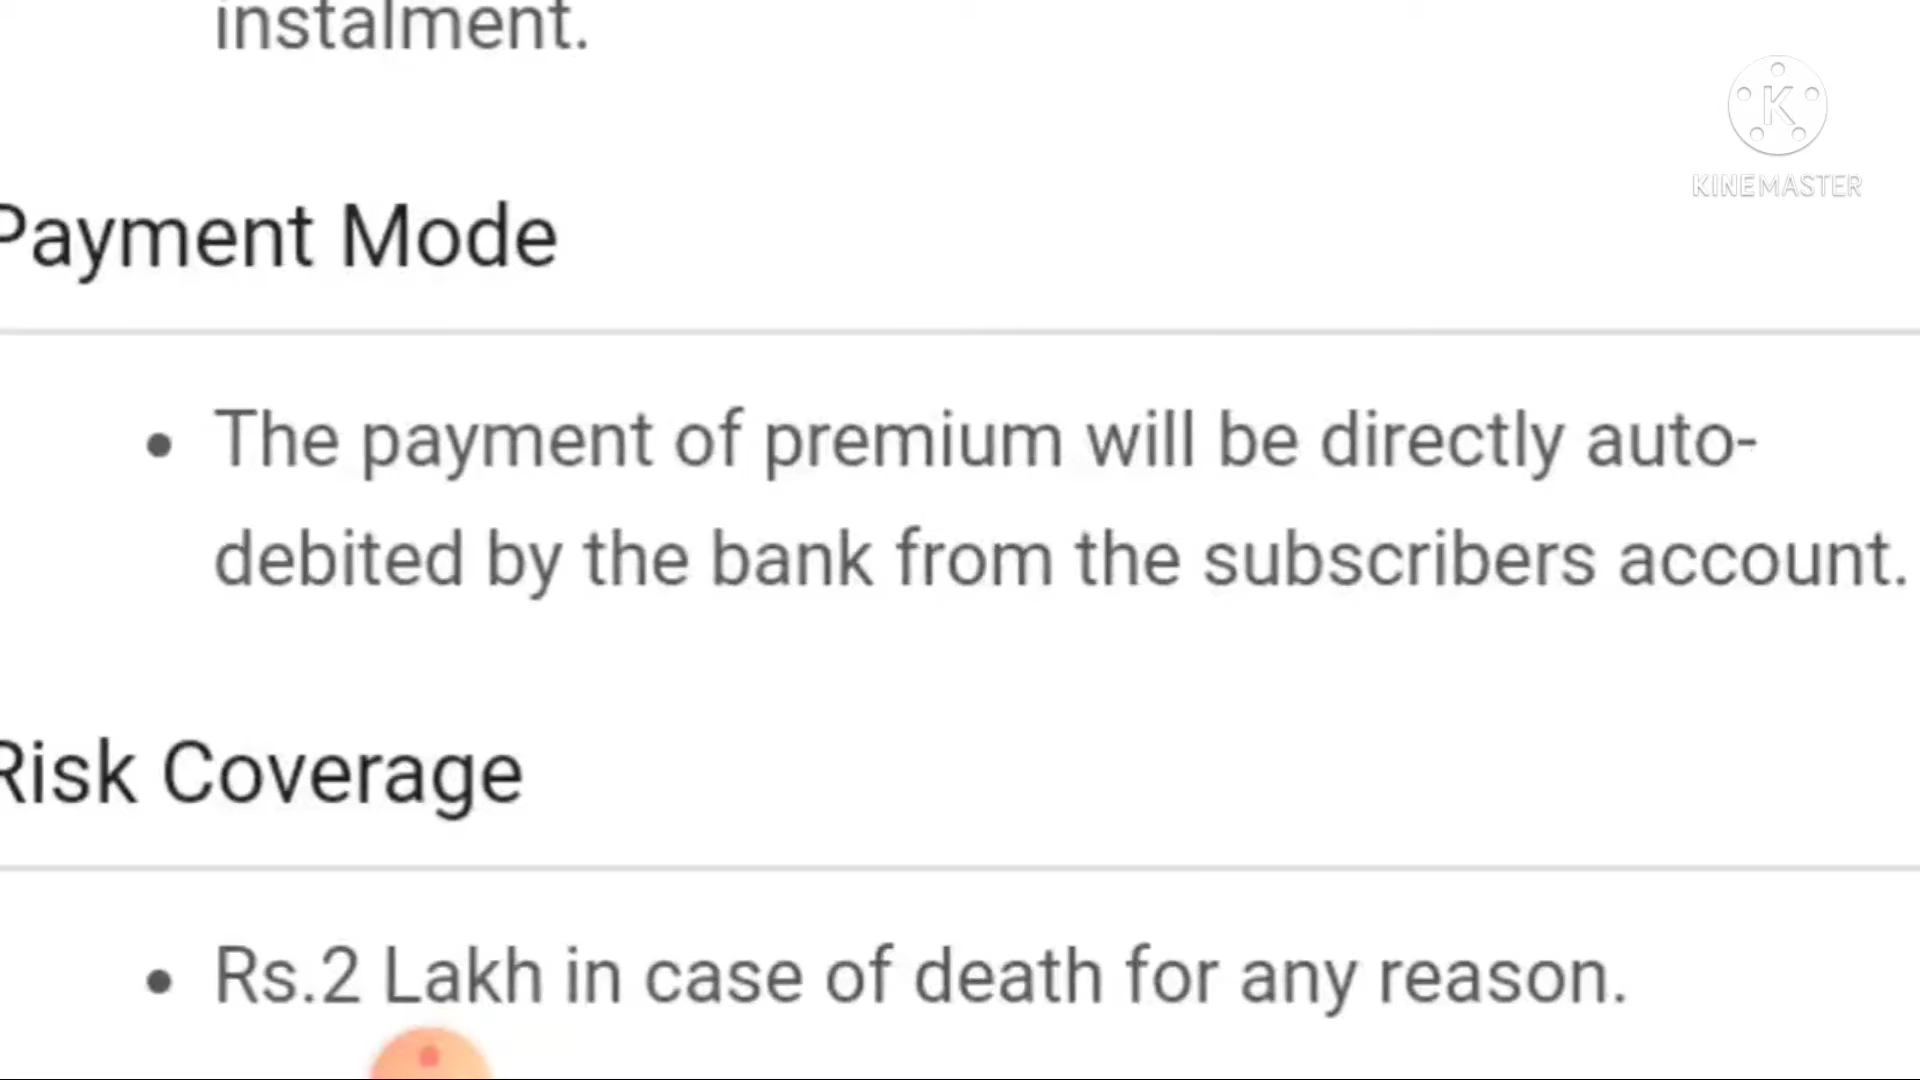 instalment.
K
KINEMASTER
Payment Mode
The payment of premium will be directly auto-
debited by the bank from the subscribers account.
Risk Coverage
Rs.2 Lakh in case of death for any reason.